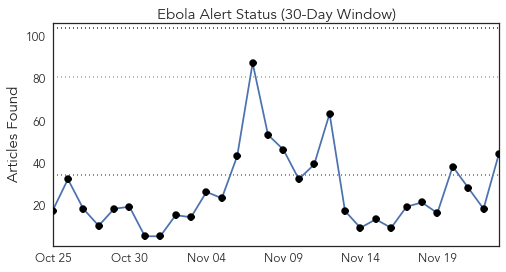 Ebola Alert Status (30-Day Window)
Articles Found
100
80
60
40
20
Oct 25
Oct 30
Nov 04
Nov 09
Nov 14
Nov 19